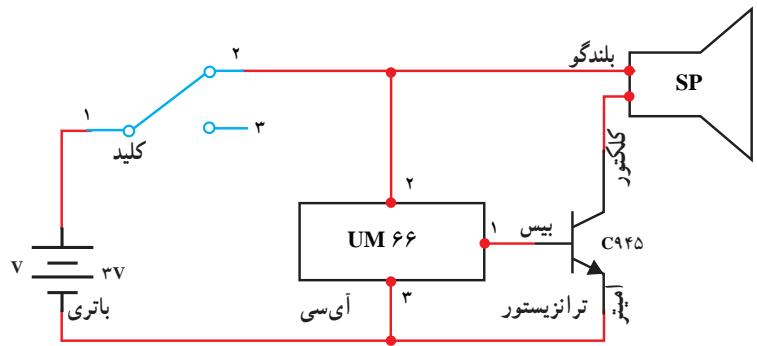 ۲
بلندگو
SP
۱
۳
کلید
کلکتور
۲
UM ۶۶
۱
بیس
C۹۴۵
V
۳V
باتری
۳
آی‌سی
ترانزیستور
امیتر